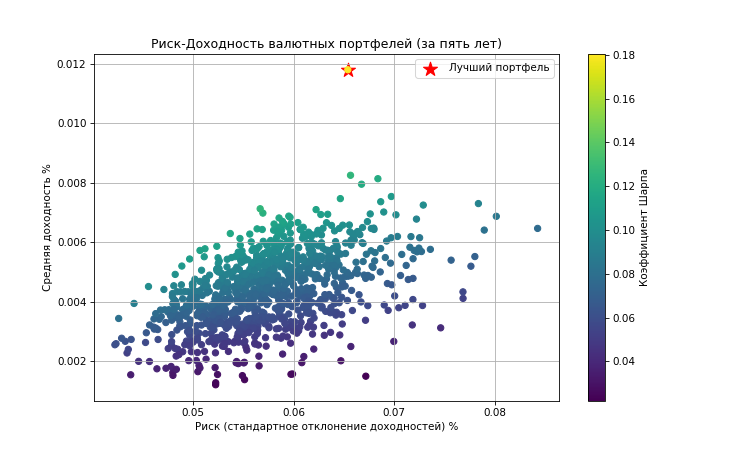 Риск-Доходность валютных портфелей (за пять лет)
Лучший портфель
Средняя доходность %
0.012
0.010
0.008
0.006
0.004
0.002
0.05 0.06 0.07 0.08
Риск (стандартное отклонение доходностей) %
0.18
0.16
0.14
0.12
0.10
0.08
0.06
0.04
Коэффициент Шарпа